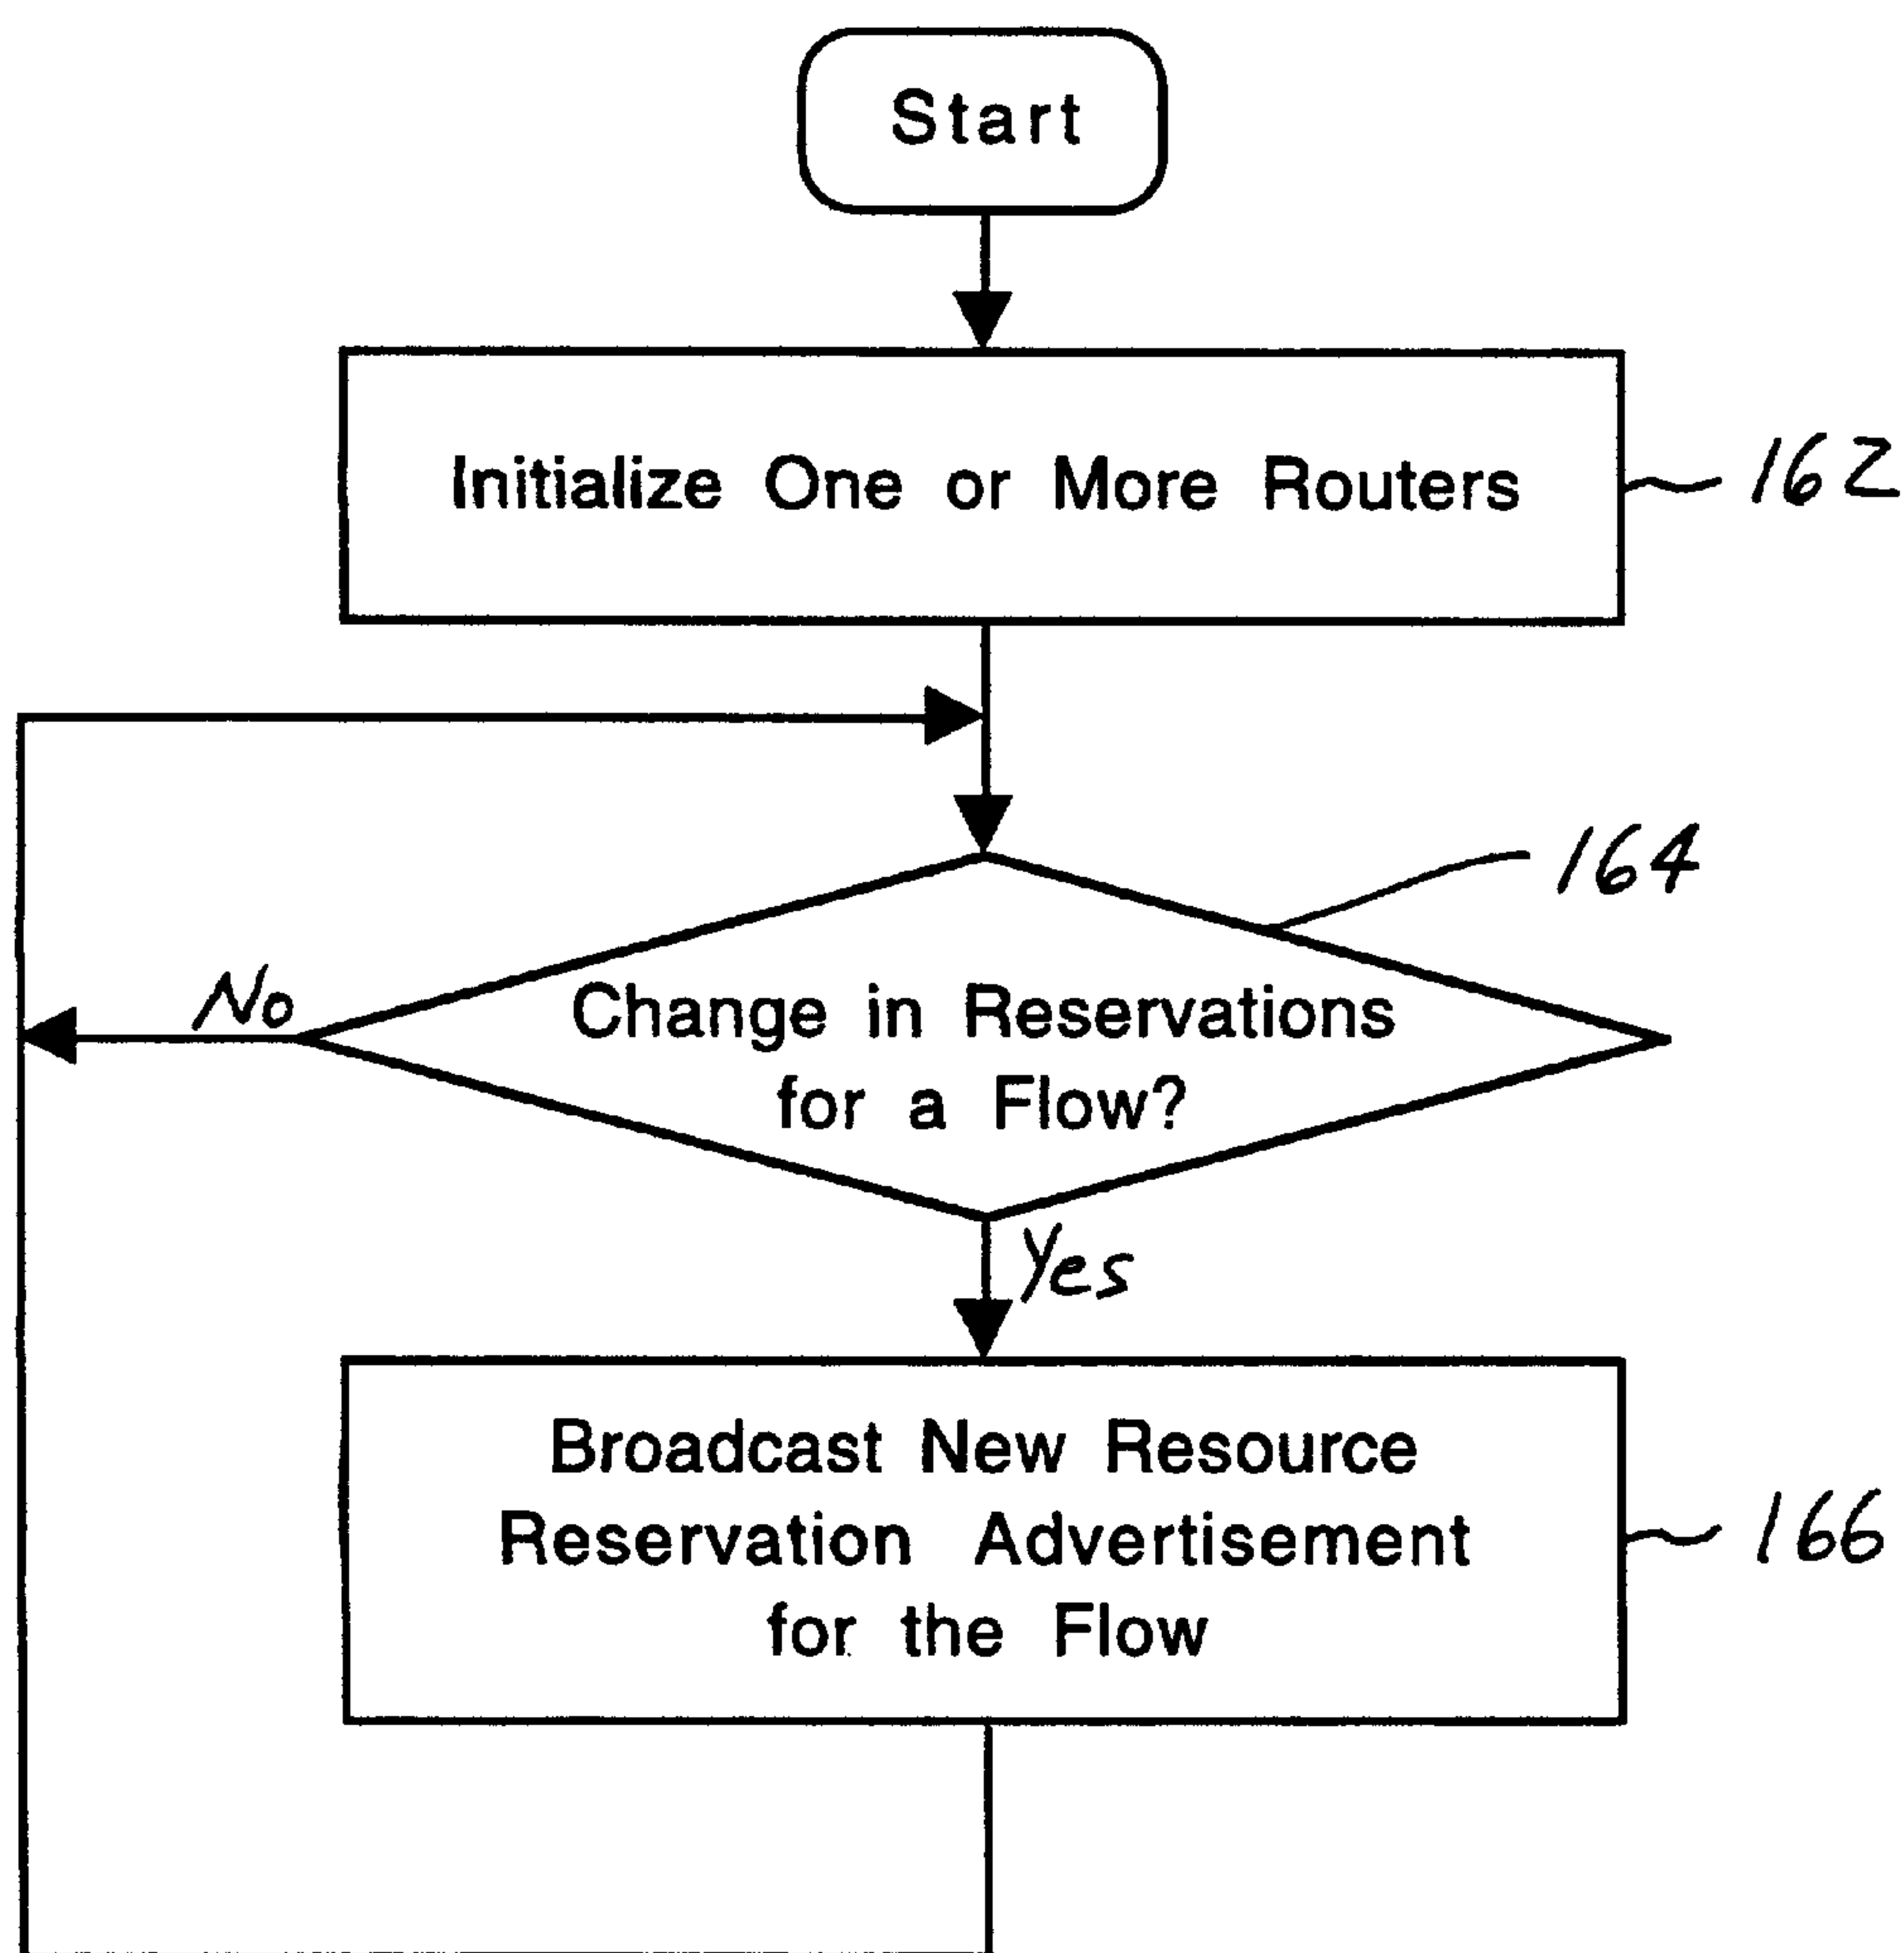 Start
Initialize One or More Routers
162
164
No
Change in Reservations
for a Flow?
Yes
Broadcast New Resource
Reservation Advertisement
for the Flow
166